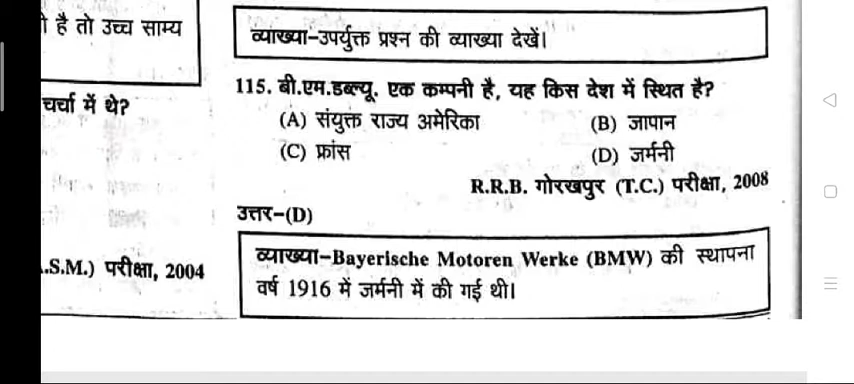 है तो उच्च साम्य
चर्चा में थे?
.S.M.) परीक्षा, 2004
व्याख्या–उपर्युक्त प्रश्न की व्याख्या देखें।
115. बी.एम.डब्ल्यू. एक कम्पनी है, यह किस देश में स्थित है?
(A) संयुक्त राज्य अमेरिका (B) जापान
(C) फ्रांस (D) जर्मनी
R.R.B. गोरखपुर (T.C.) परीक्षा, 2008
उत्तर–(D)
व्याख्या–Bayerische Motoren Werke (BMW) की स्थापना
वर्ष 1916 में जर्मनी में की गई थी।